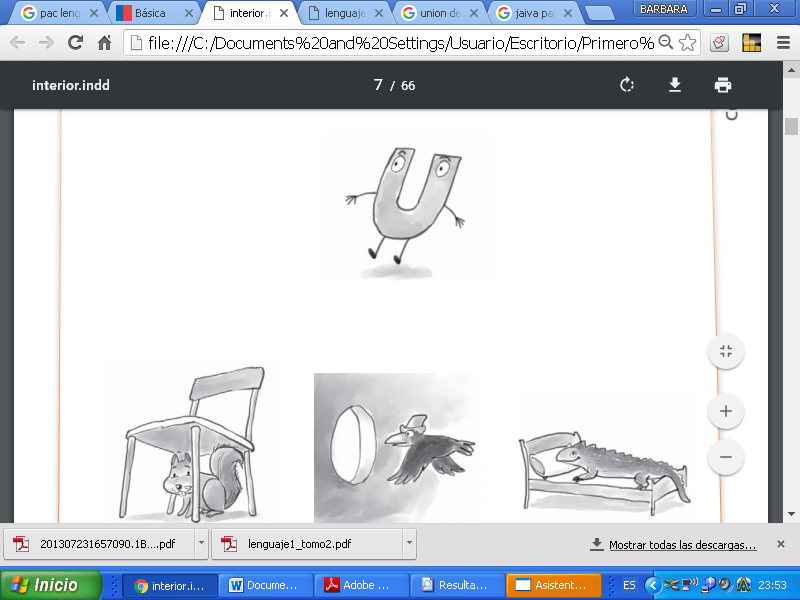 pac leng
Básica
interior.i
lenguaje
union de
jaiva pa
BARBARA
file:///C:/Documents%20and%20Settings/Usuario/Escritorio/Primero%
interior.indd
7 / 66
U
201307231657090.1B....pdf
lenguaje1_tomo2.pdf
Mostrar todas las descargas...
Inicio
interior.i...
Docume...
Adobe ...
Resulta...
Asistent...
ES
23:53